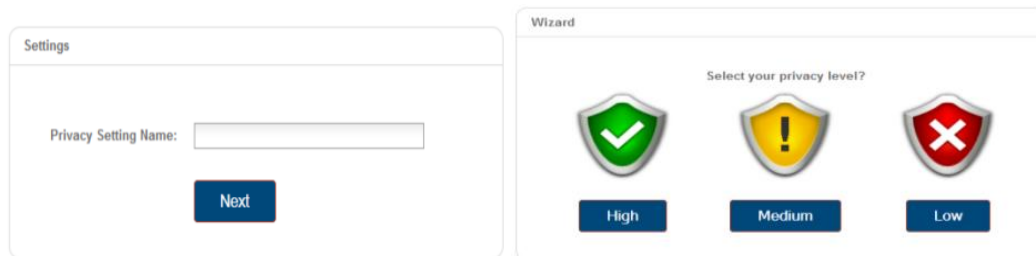 Settings
Privacy Setting Name:
Next
Wizard
Select your privacy level?
High
Medium
Low